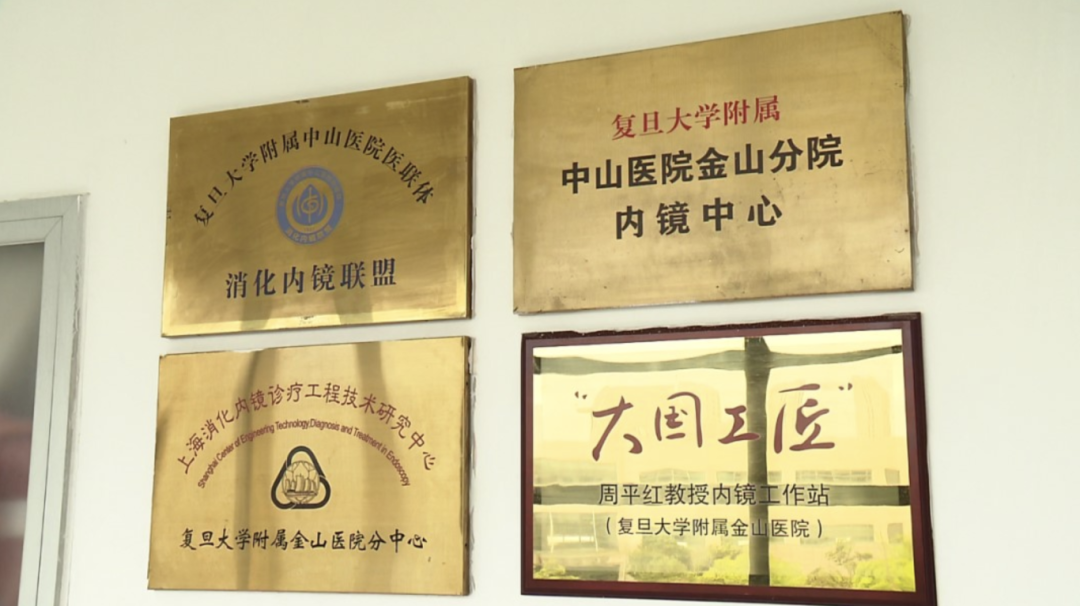 复旦大学附属中山医院医联体
消化内镜联盟
复旦大学附属
中山医院金山分院
内镜中心
上海消化内镜诊疗工程技术研究中心
Shanghai Center of Engineering Technology,Diagnosis and Treatment in Endoscopy
复旦大学附属金山医院分中心
“大国工匠”
周平红教授内镜工作站
（复旦大学附属金山医院）